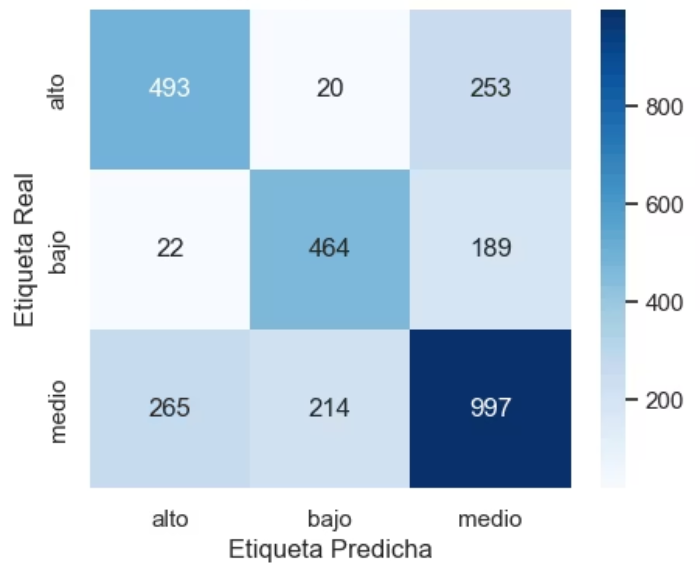 alto
493
20
253
800
Etiqueta Real
bajo
22
464
189
600
400
medio
265
214
997
200
alto
bajo
medio
Etiqueta Predicha